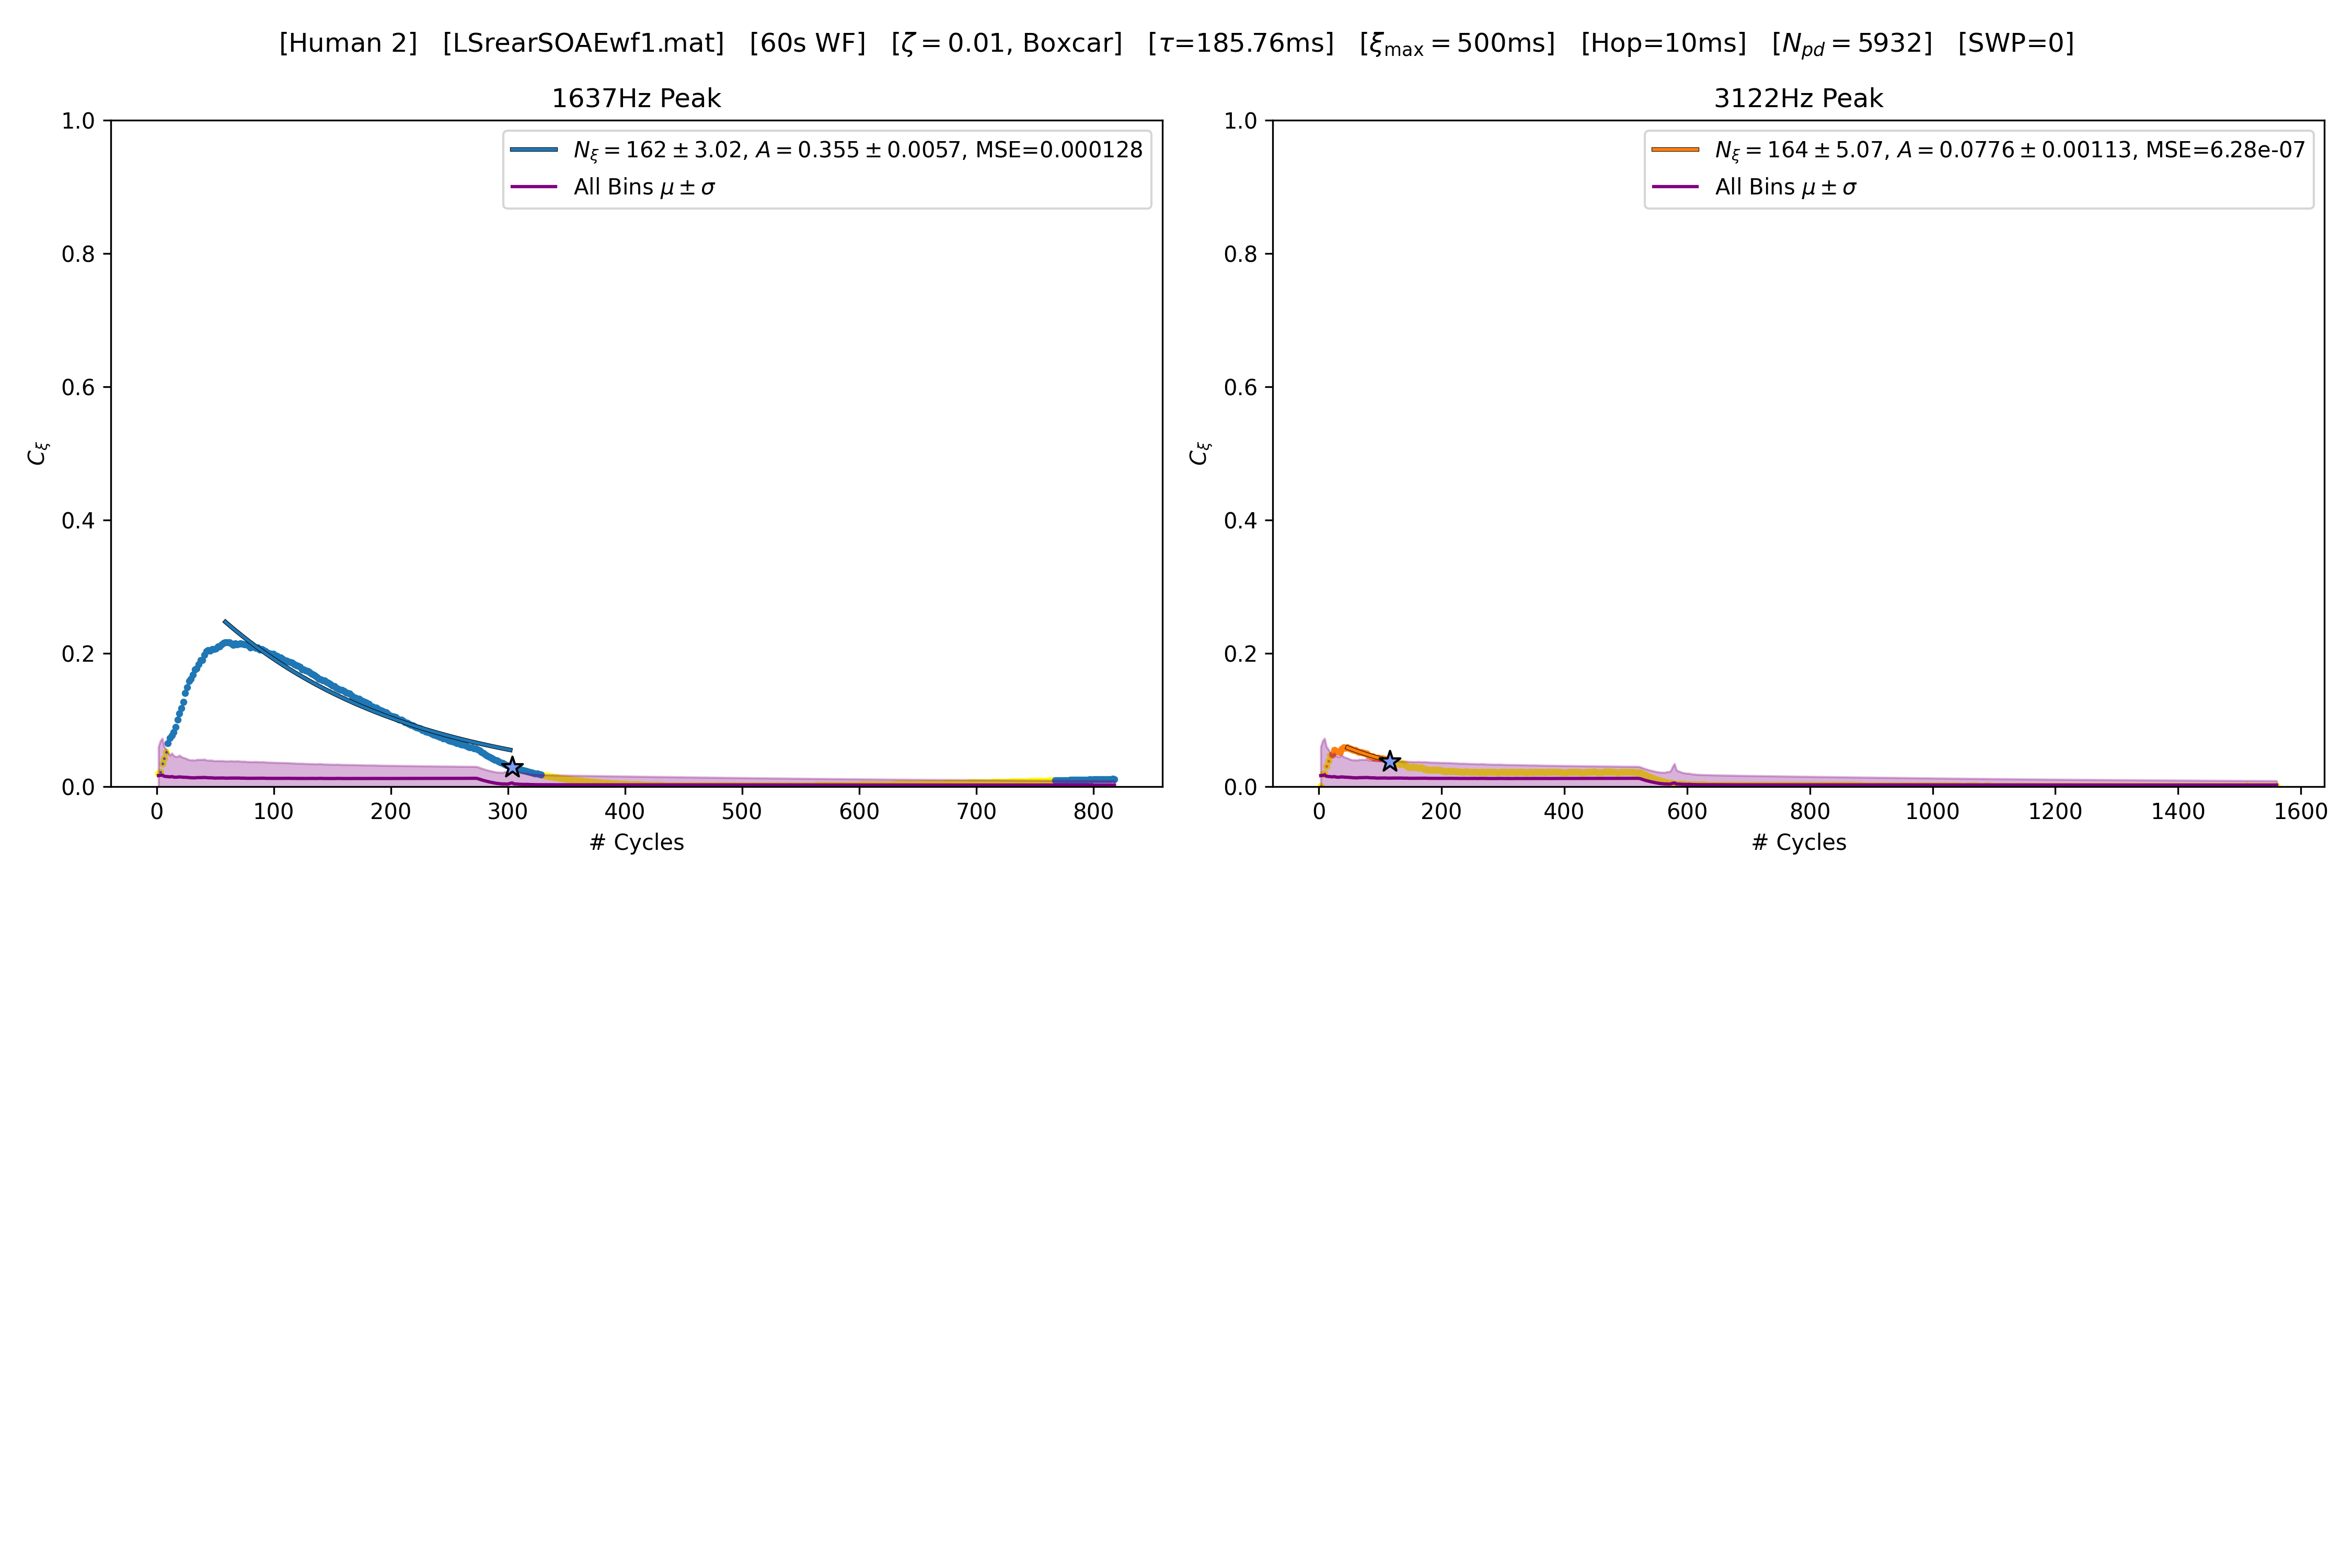 [Human 2] [LSrearSOAEwf1.mat] [60s WF] [ζ = 0.01, Boxcar] [τ=185.76ms] [ξmax = 500ms] [Hop=10ms] [Npd = 5932] [SWP=0]
1637Hz Peak
1.0
0.8
0.6
0.4
0.2
0.0
Cξ
0 100 200 300 400 500 600 700 800
# Cycles
Nξ = 162 ± 3.02, A = 0.355 ± 0.0057, MSE=0.000128
All Bins μ ± σ
3122Hz Peak
1.0
0.8
0.6
0.4
0.2
0.0
Cξ
0 200 400 600 800 1000 1200 1400 1600
# Cycles
Nξ = 164 ± 5.07, A = 0.0776 ± 0.00113, MSE=6.28e-07
All Bins μ ± σ